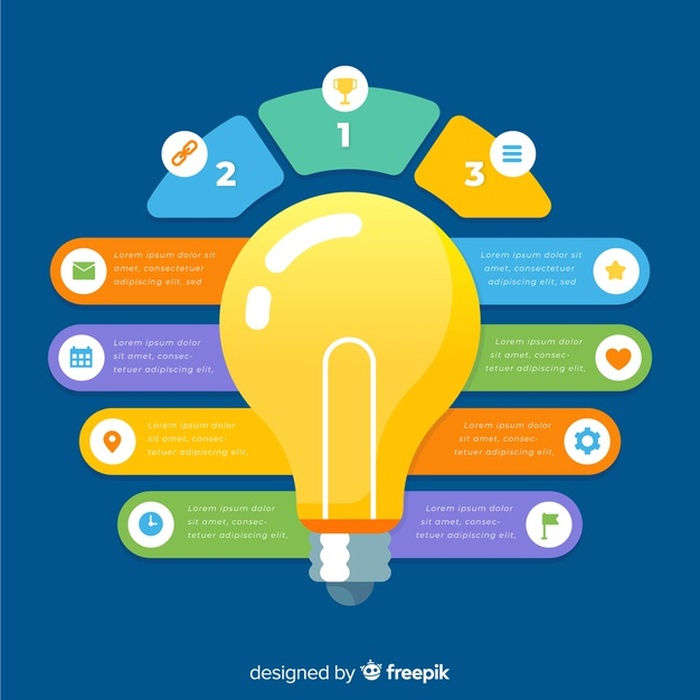 1
2
3
Lorem ipsum dolor sit
amet, consectetuer
adipiscing elit, sed
Lorem ipsum dolor sit
amet, consectetuer
adipiscing elit, sed
Lorem ipsum dolor
sit amet, consec-
tetuer adipiscing elit,
Lorem ipsum dolor
sit amet, consec-
tetuer adipiscing elit,
Lorem ipsum dolor
sit amet, consec-
tetuer adipiscing elit,
Lorem ipsum dolor
sit amet, consec-
tetuer adipiscing elit,
Lorem ipsum dolor
sit amet, consec-
tetuer adipiscing elit,
Lorem ipsum dolor
sit amet, consec-
tetuer adipiscing elit,
designed by freepik